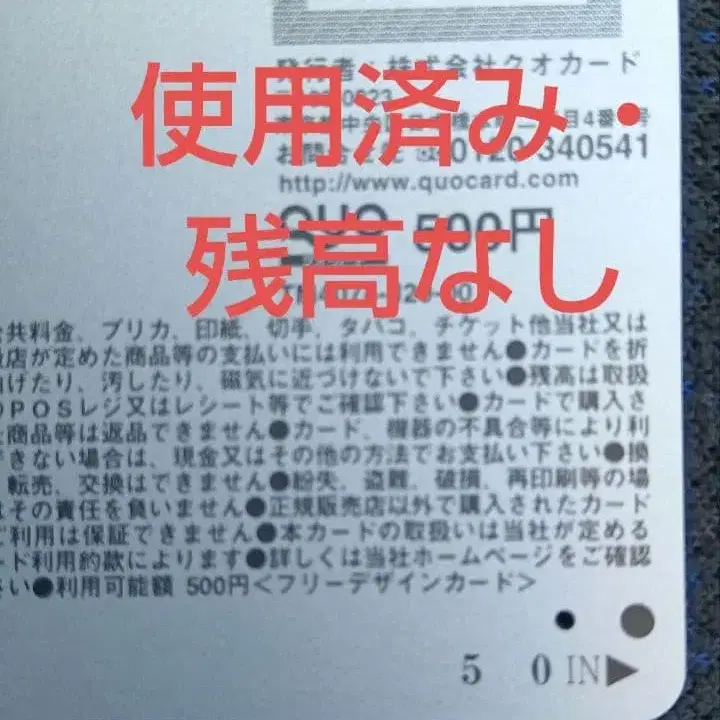 使用済み・
残高なし
発行者 株式会社クオカード
0120-340541
http://www.quocard.com
QUO 500円
共料金、プリカ、印紙、切手、タバコ、チケット他当社又は
店が定めた商品等の支払いには利用できません●カードを折
げたり、汚したり、磁気に近づけないで下さい●残高は取扱
POSレジ又はレシート等でご確認下さい●カードで購入さ
商品等は返品できません●カード、機器の不具合等により利
できない場合は、現金又はその他の方法でお支払い下さい●換
、転売、交換はできません●紛失、盗難、破損、再印刷等の場
はその責任を負いません●正規販売店以外で購入されたカード
ご利用は保証できません●本カードの取扱いは当社が定める
ード利用約款によります●詳しくは当社ホームページをご確認
さい●利用可能額 500円<フリーデザインカード>
5 0 IN▶